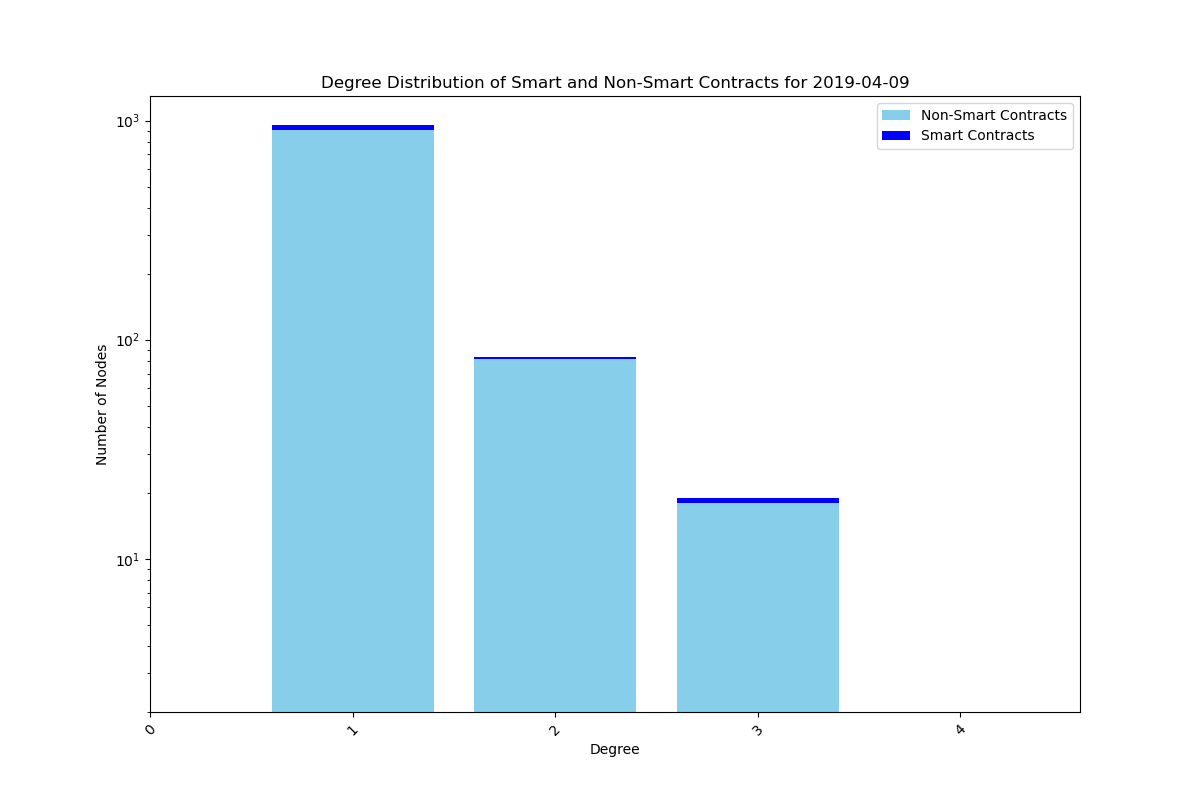 Degree Distribution of Smart and Non-Smart Contracts for 2019-04-09
Non-Smart Contracts
Smart Contracts
Number of Nodes
10³
10²
10¹
0
1
2
3
4
Degree